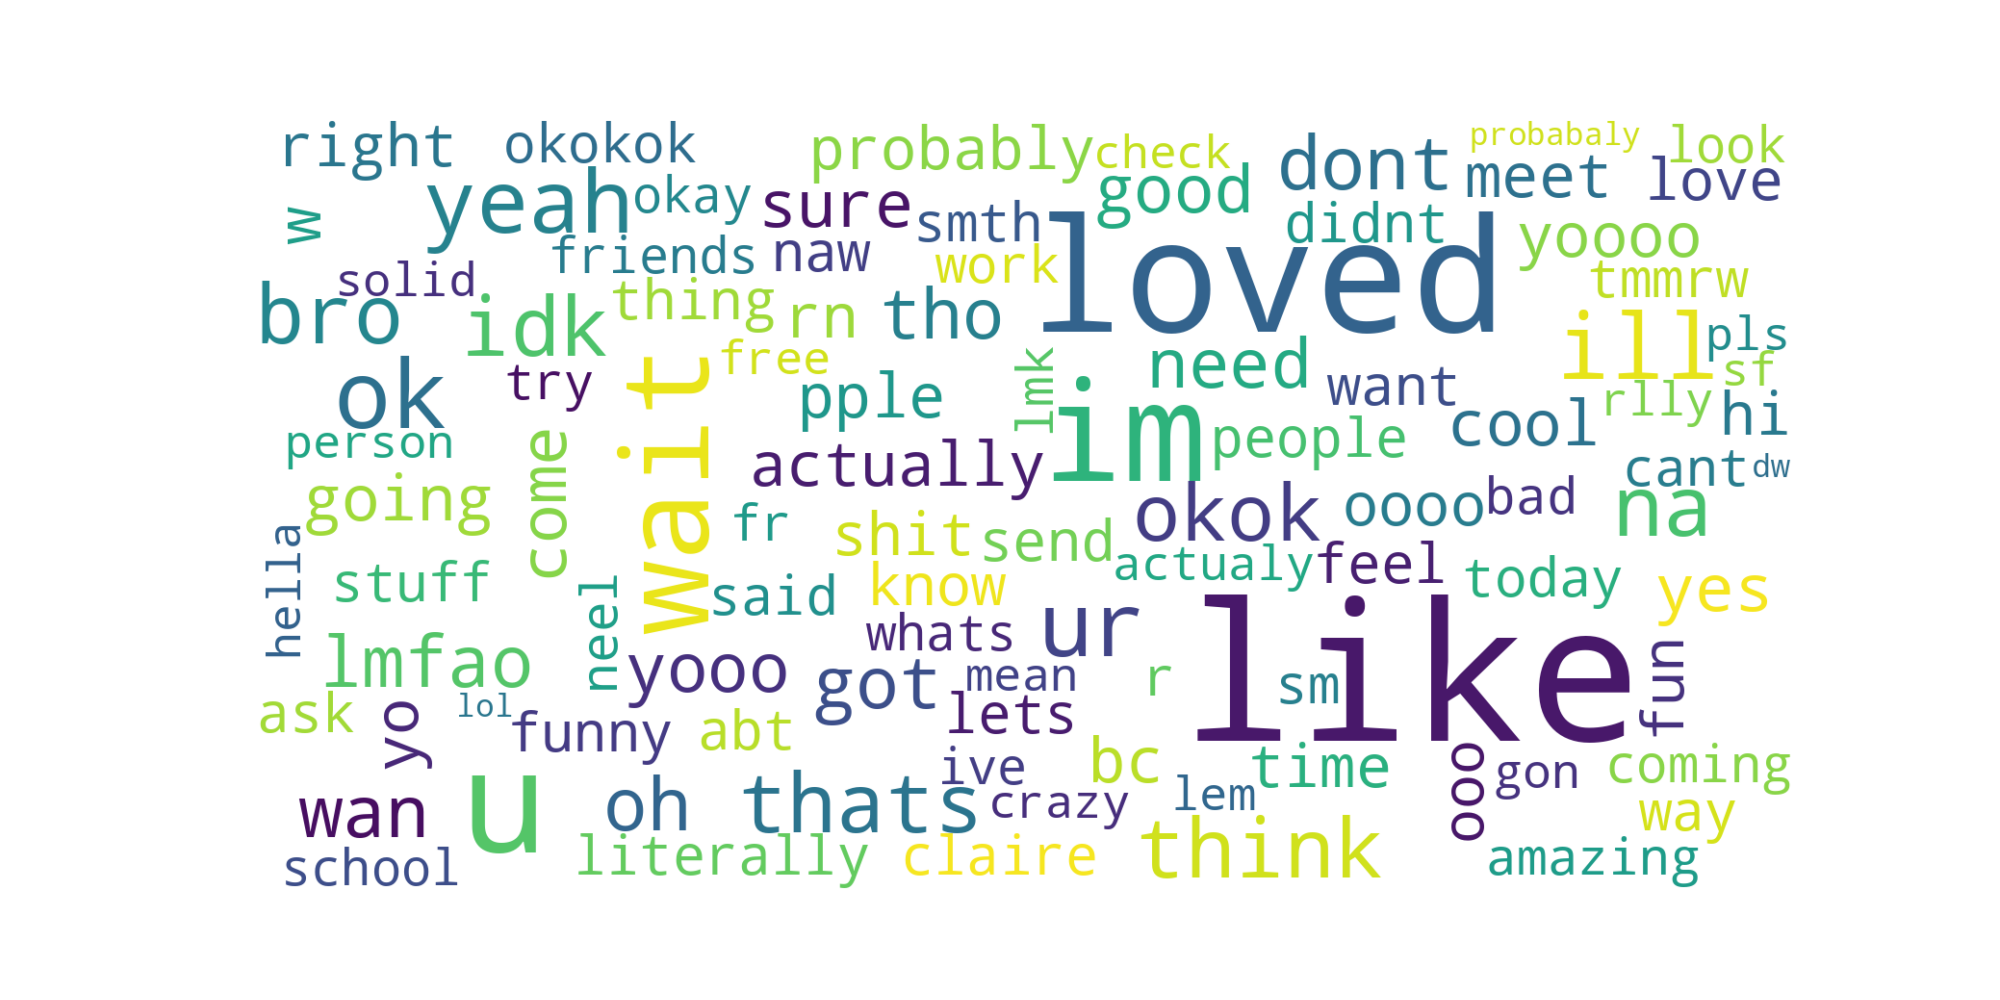 right okokok probably check dont probabaly look
w yeah okay sure smth good didnt meet love
solid friends naw work loved yoooo tmmrw
bro idk thing rn tho ill pls
ok try free pple lmk need want rlly sf
person wait actually im people cool hi
going come fr shit send okok oooo bad cant dw
hella stuff neel said know actualy feel today na yes
lmfao yooo whats ur like fun
ask yo lol funny abt got mean lets r sm
wan u oh thats ive crazy bc lem time ooo gon coming
school literally claire think amazing way